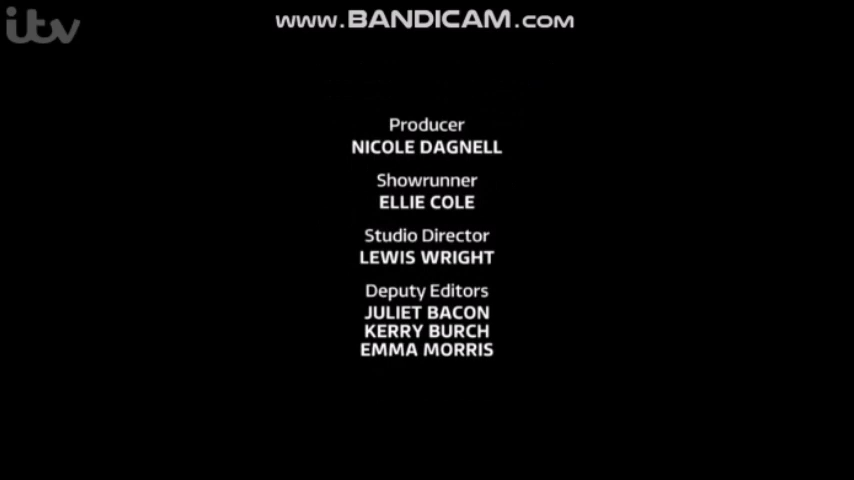 itv
www.BANDICAM.com
Producer
NICOLE DAGNELL
Showrunner
ELLIE COLE
Studio Director
LEWIS WRIGHT
Deputy Editors
JULIET BACON
KERRY BURCH
EMMA MORRIS